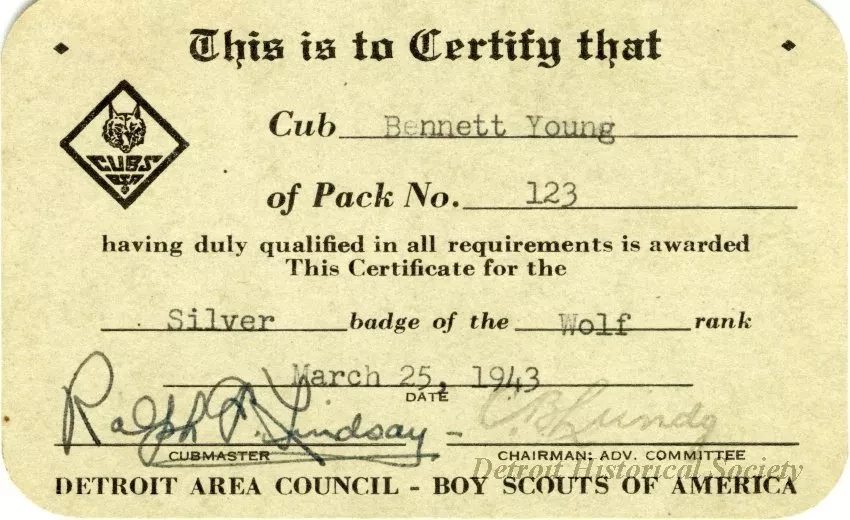 This is to Certify that
CUBS
BSA
Cub Bennett Young
of Pack No. 123
having duly qualified in all requirements is awarded
This Certificate for the
Silver badge of the Wolf rank
March 25, 1943
DATE
Ralph F. Lindsay
CUBMASTER
CHAIRMAN: ADV. COMMITTEE
Detroit Historical Society
DETROIT AREA COUNCIL - BOY SCOUTS OF AMERICA